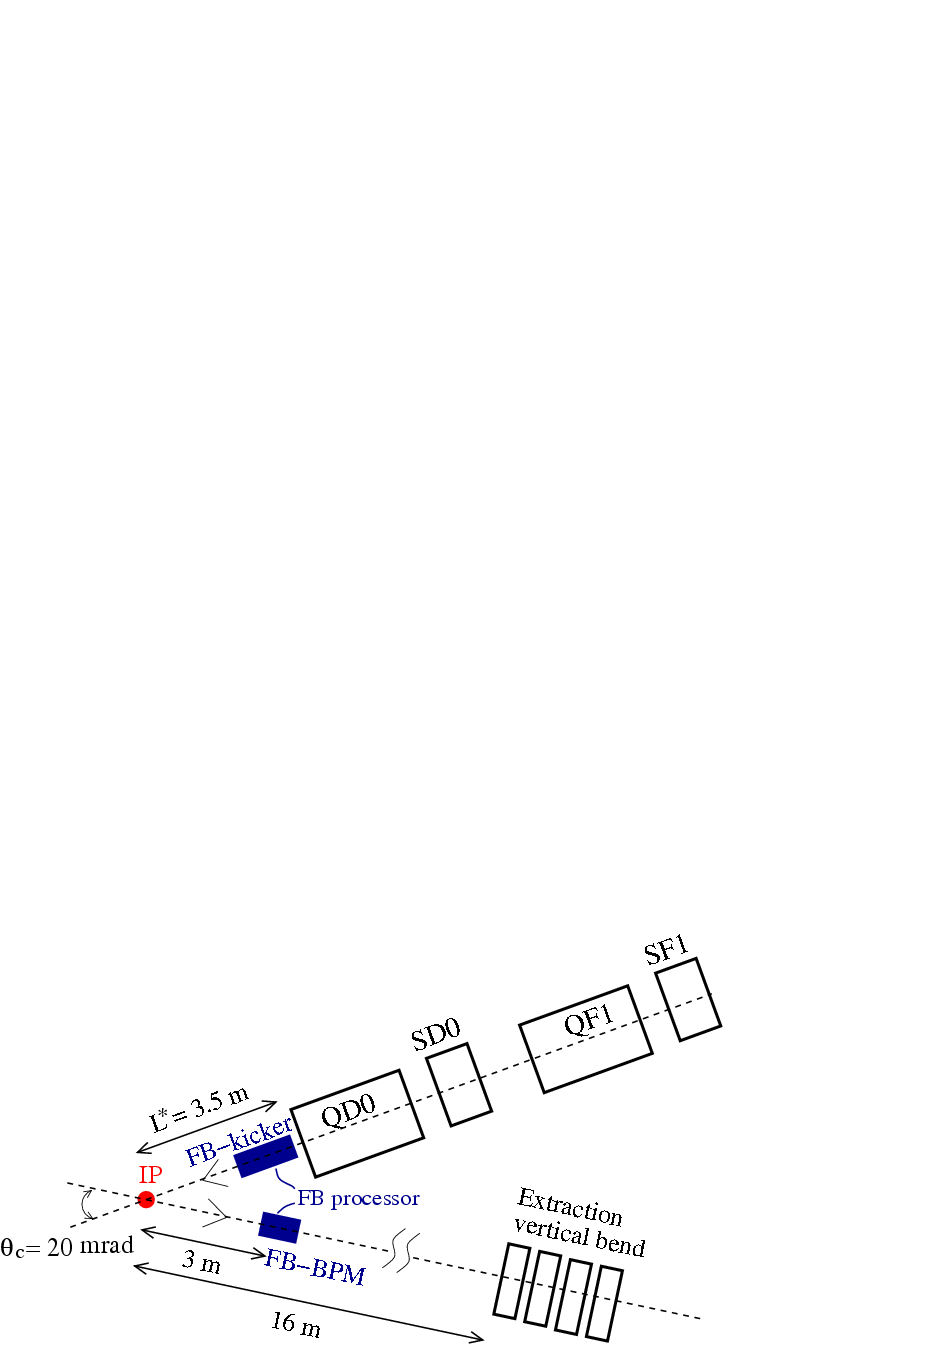 SF1
QF1
SD0
QD0
L* = 3.5 m
FB−kicker
IP
FB processor
θc= 20 mrad
3 m
FB−BPM
Extraction
vertical bend
16 m